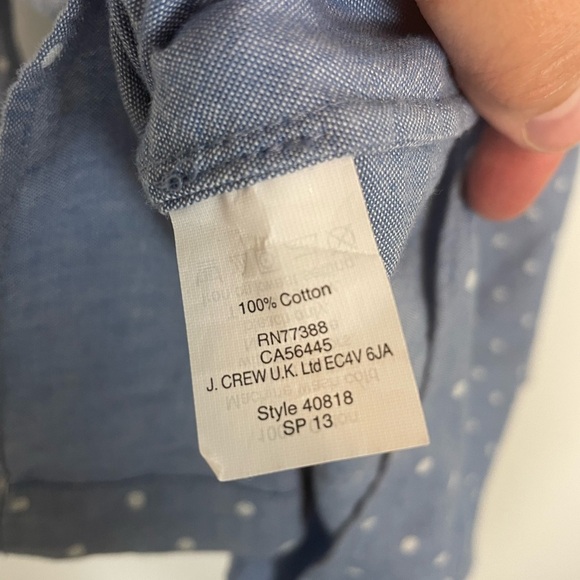 100% Cotton
RN77388
CA56445
J. CREW U.K. Ltd EC4V 6JA
Style 40818
SP 13